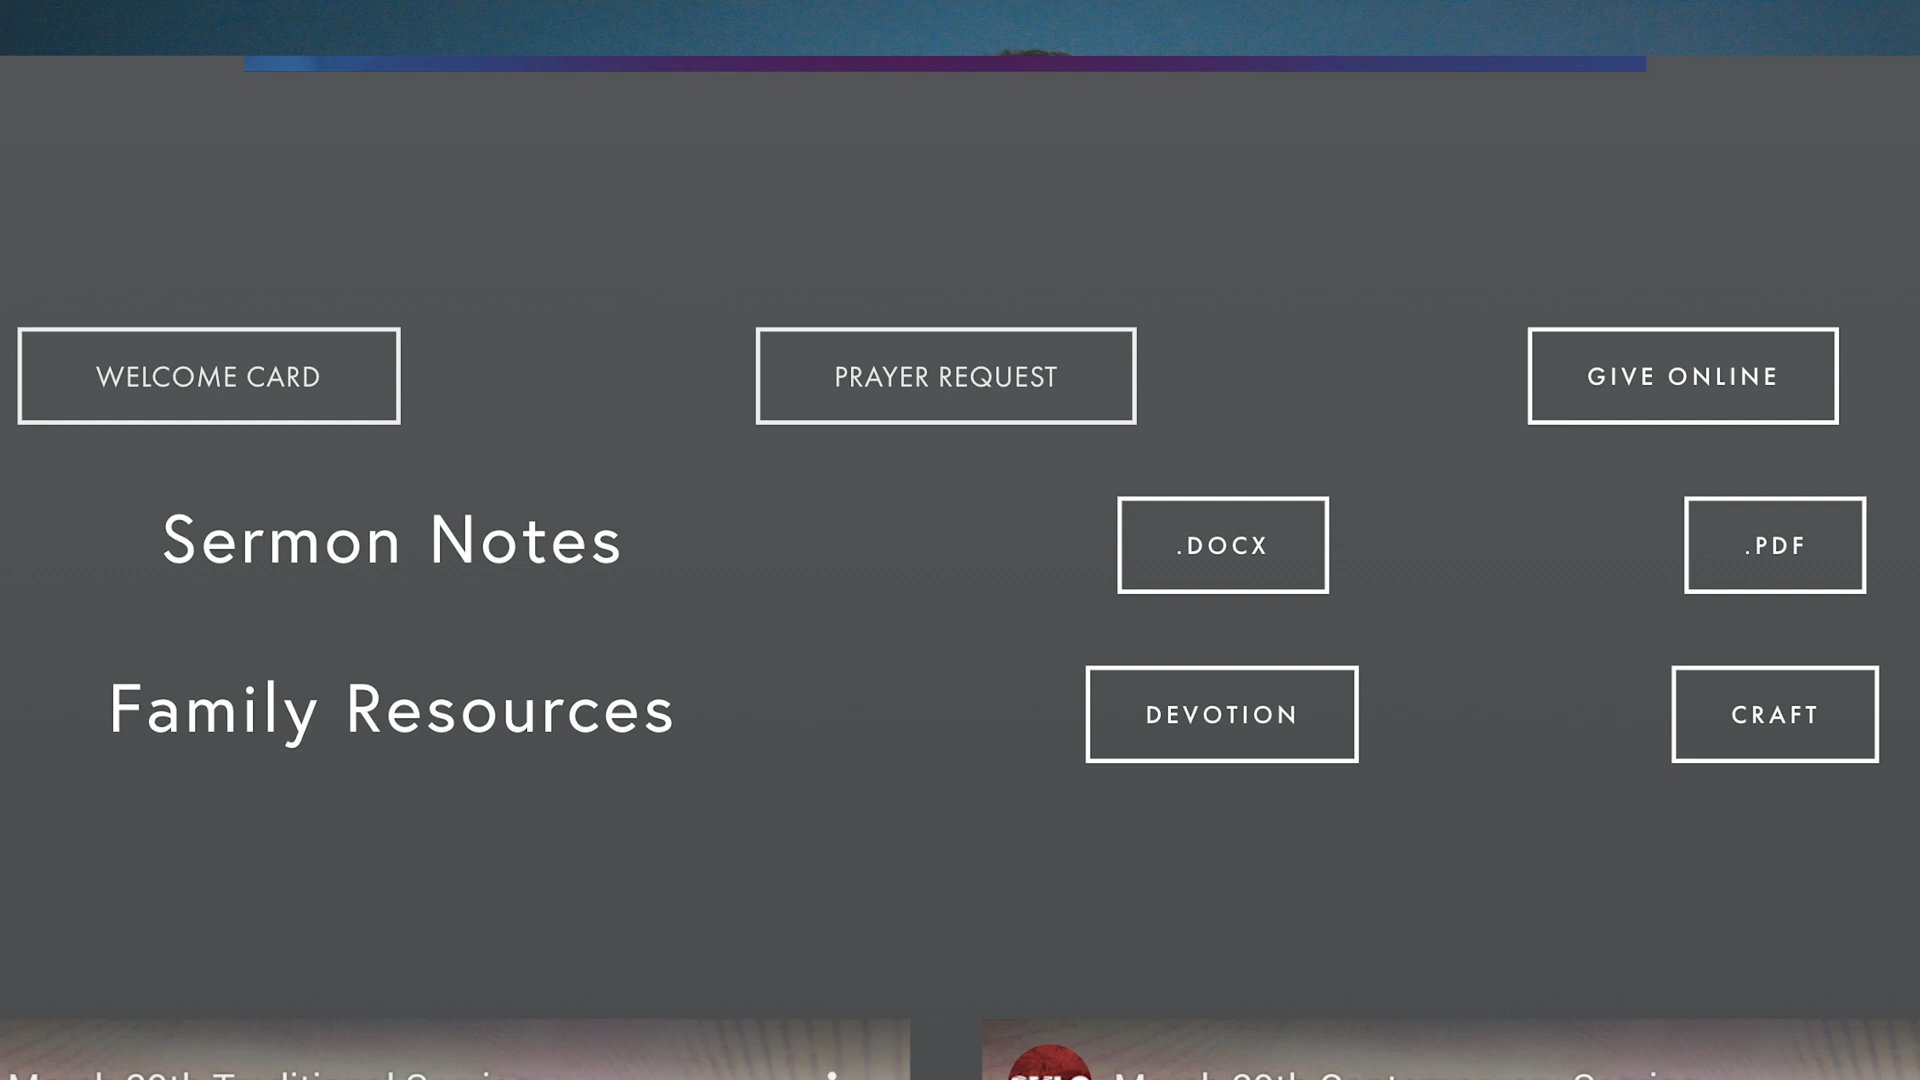 WELCOME CARD
PRAYER REQUEST
GIVE ONLINE
Sermon Notes
.DOCX
.PDF
Family Resources
DEVOTION
CRAFT